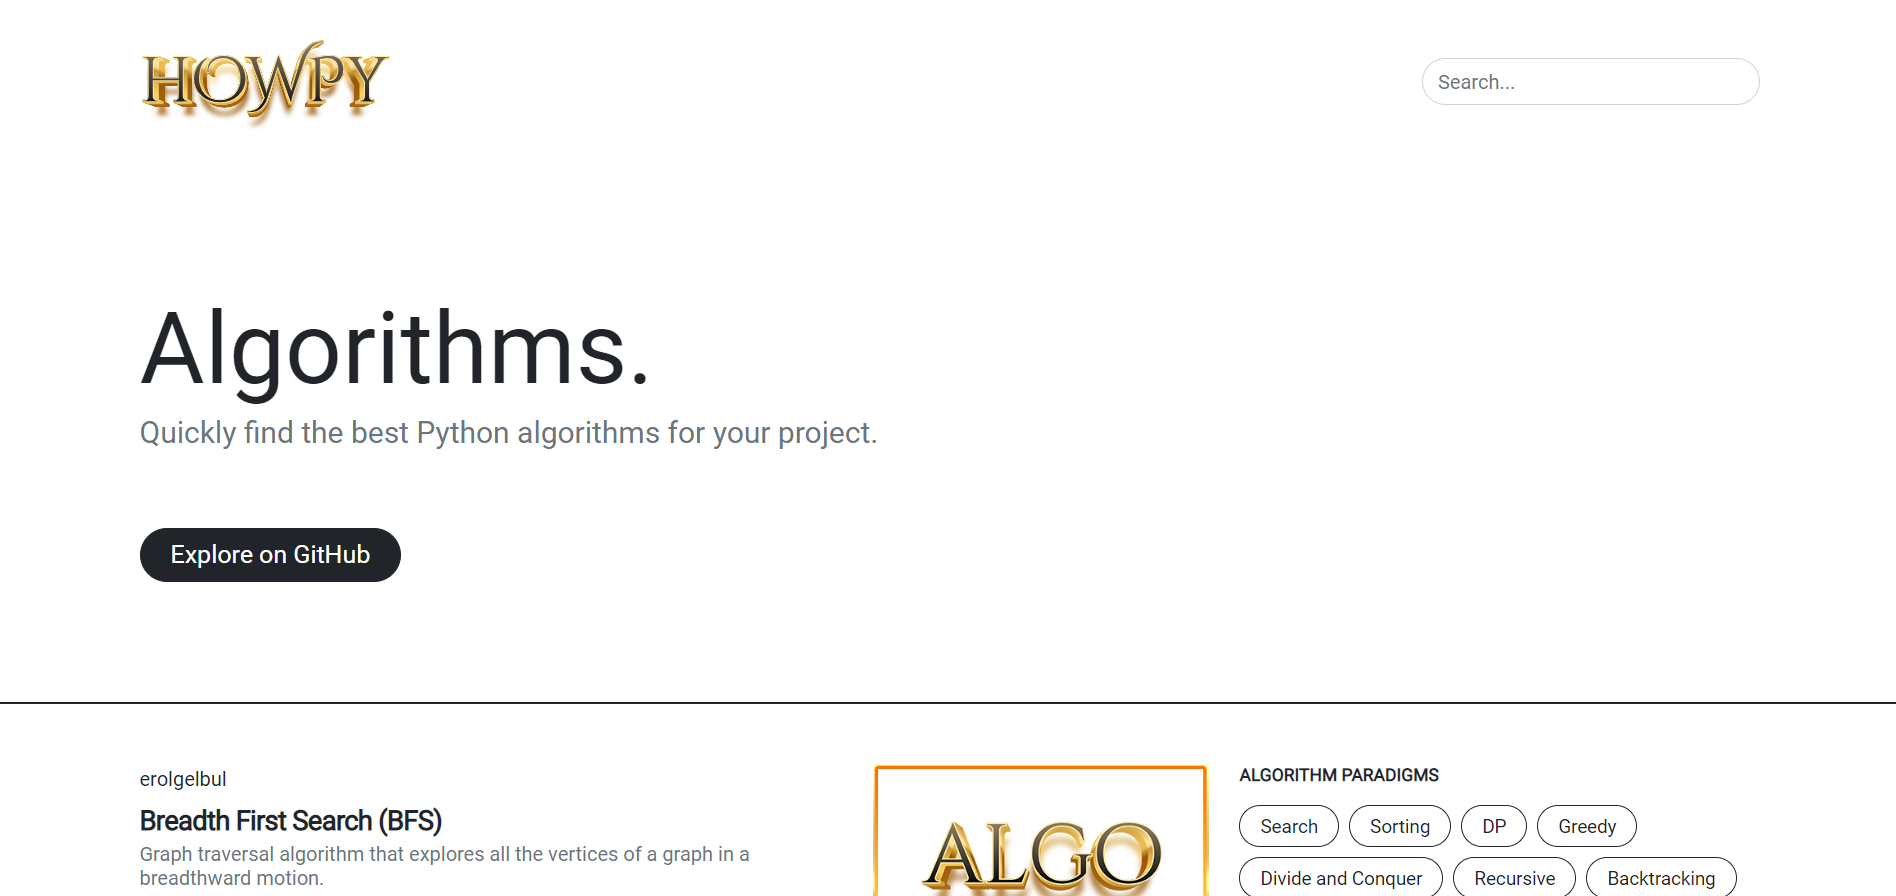 HOWPY
Search...
Algorithms.
Quickly find the best Python algorithms for your project.
Explore on GitHub
erolgelbul
Breadth First Search (BFS)
Graph traversal algorithm that explores all the vertices of a graph in a
breadthward motion.
ALGO
ALGORITHM PARADIGMS
Search Sorting DP Greedy
Divide and Conquer Recursive Backtracking